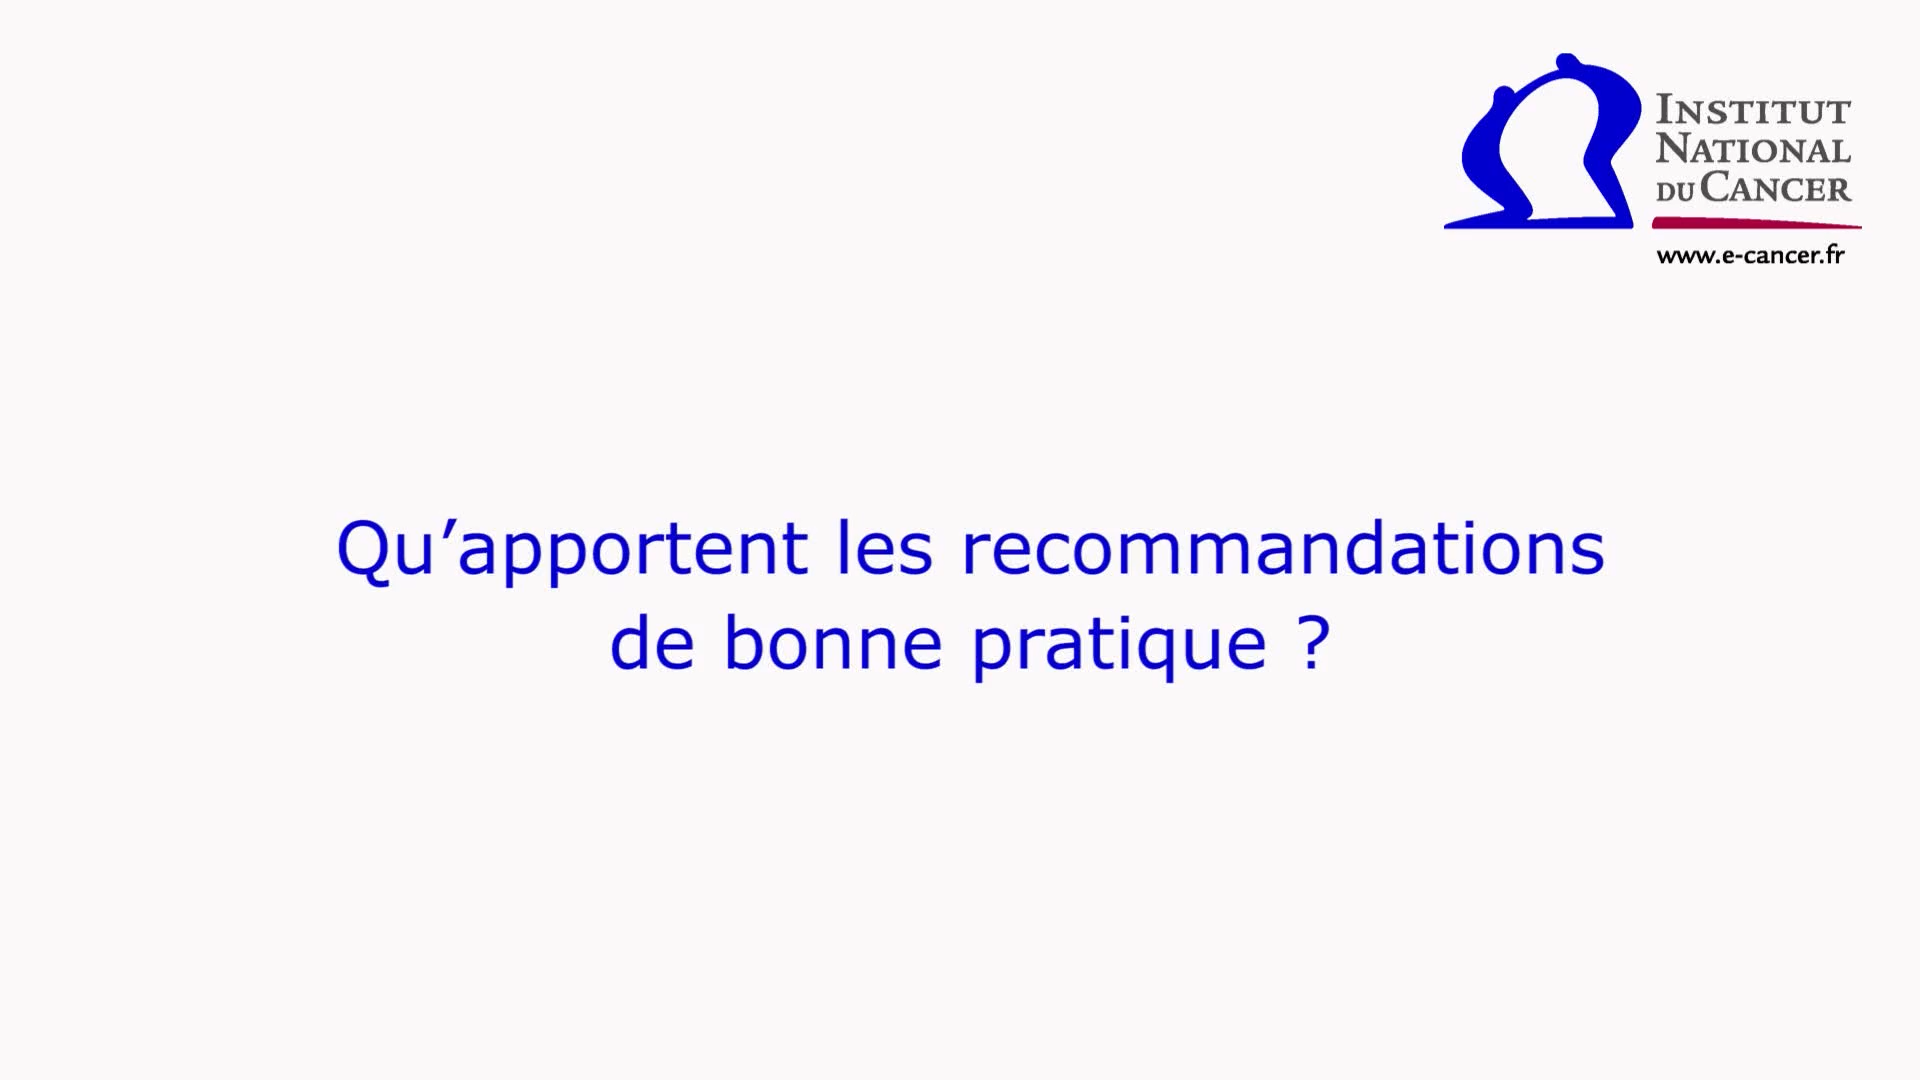 INSTITUT
NATIONAL
DU CANCER
www.e-cancer.fr
Qu’apportent les recommandations
de bonne pratique ?